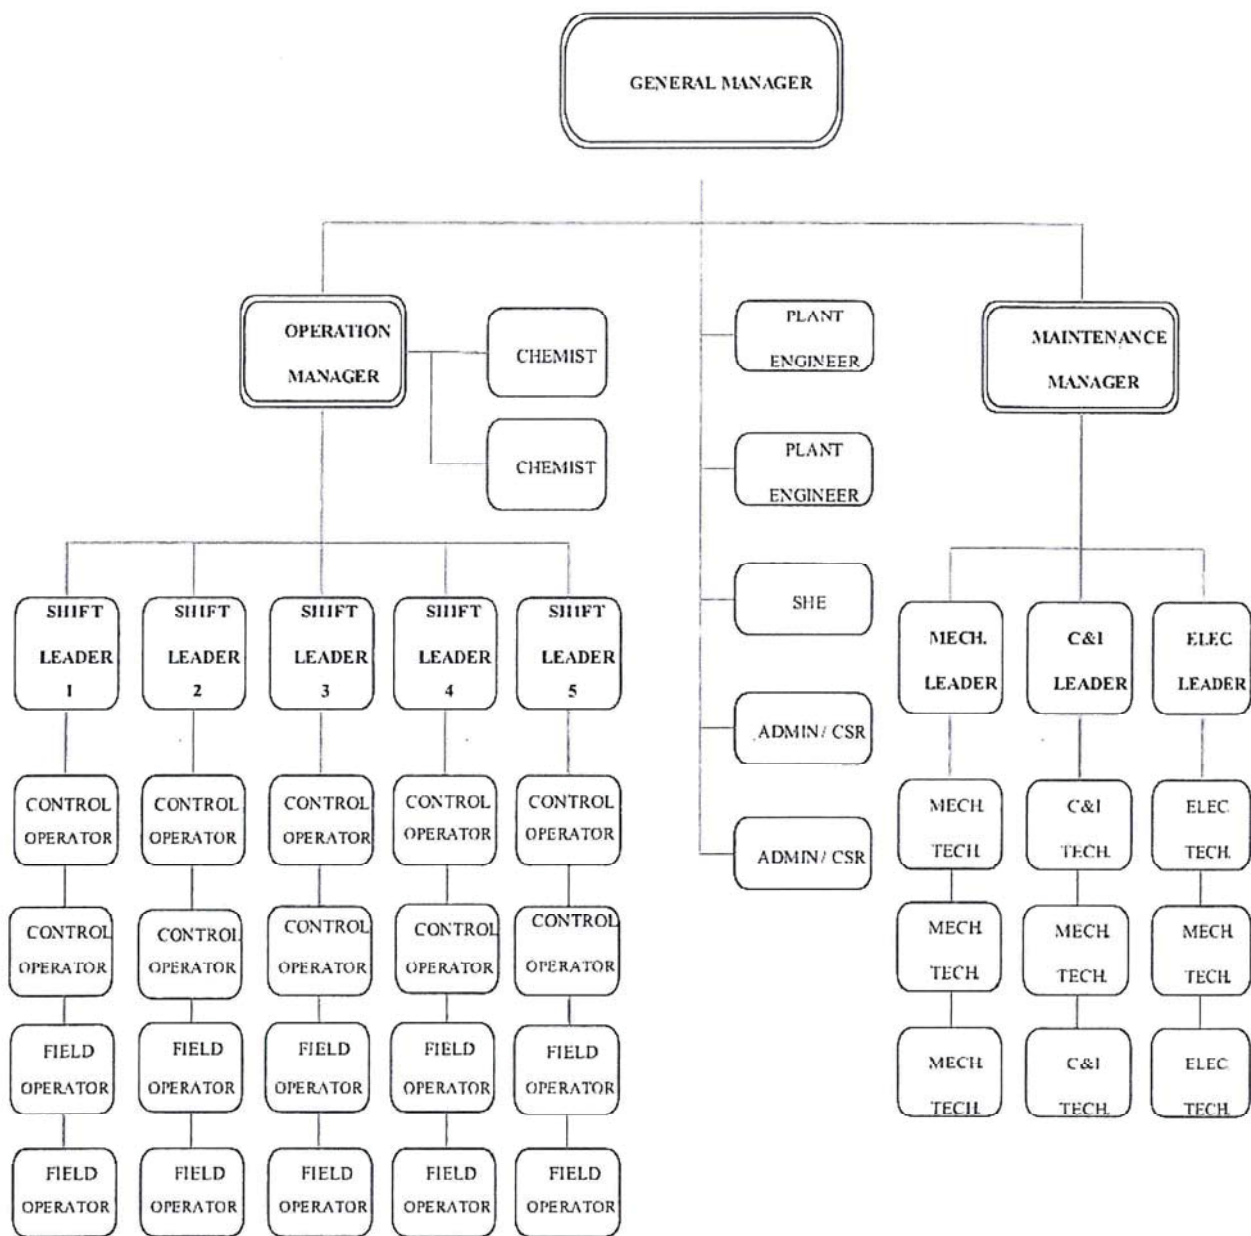 GENERAL MANAGER
OPERATION
MANAGER
CHEMIST
CHEMIST
PLANT
ENGINEER
PLANT
ENGINEER
SHE
ADMIN/ CSR
ADMIN/ CSR
MAINTENANCE
MANAGER
SHIFT
LEADER
1
SHIFT
LEADER
2
SHIFT
LEADER
3
SHIFT
LEADER
4
SHIFT
LEADER
5
CONTROL
OPERATOR
CONTROL
OPERATOR
CONTROL
OPERATOR
CONTROL
OPERATOR
CONTROL
OPERATOR
CONTROL
OPERATOR
CONTROL
OPERATOR
CONTROL
OPERATOR
CONTROL
OPERATOR
CONTROL
OPERATOR
FIELD
OPERATOR
FIELD
OPERATOR
FIELD
OPERATOR
FIELD
OPERATOR
FIELD
OPERATOR
FIELD
OPERATOR
FIELD
OPERATOR
FIELD
OPERATOR
FIELD
OPERATOR
FIELD
OPERATOR
MECH.
LEADER
C&I
LEADER
ELEC.
LEADER
MECH.
TECH.
C&I
TECH.
ELEC.
TECH.
MECH.
TECH.
MECH.
TECH.
MECH.
TECH.
MECH.
TECH.
C&I
TECH.
ELEC.
TECH.